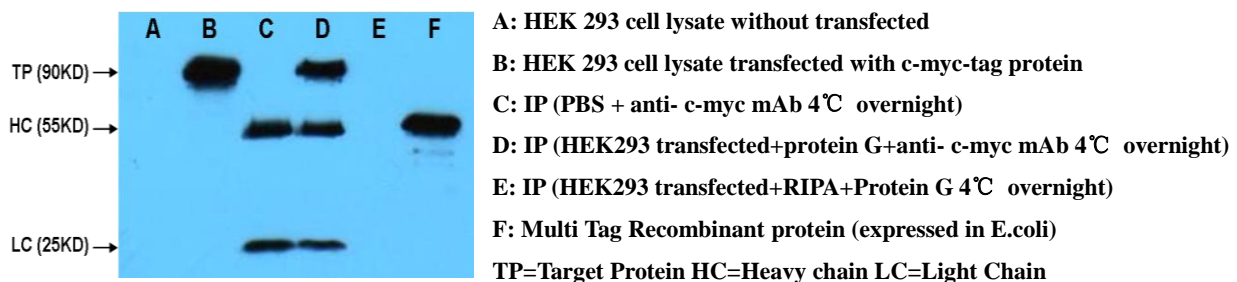 A B C D E F
TP (90KD)
HC (55KD)
LC (25KD)
A: HEK 293 cell lysate without transfected
B: HEK 293 cell lysate transfected with c-myc-tag protein
C: IP (PBS + anti- c-myc mAb 4℃ overnight)
D: IP (HEK293 transfected+protein G+anti- c-myc mAb 4℃ overnight)
E: IP (HEK293 transfected+RIPA+Protein G 4℃ overnight)
F: Multi Tag Recombinant protein (expressed in E.coli)
TP=Target Protein HC=Heavy chain LC=Light Chain